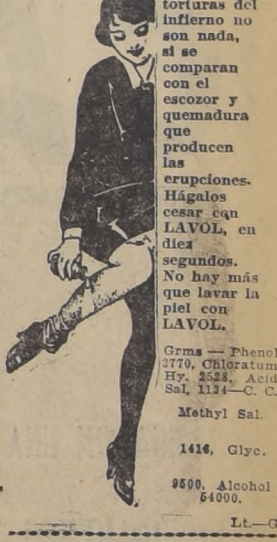 torturas del
infierno no
son nada,
si se
comparan
con el
escozor y
quemadura
que
producen
las
erupciones.
Hágalos
cesar con
LAVOL, en
diez
segundos.
No hay más
que lavar la
piel con
LAVOL.
Grms — Phenol
3770, Chloratum
Hy. 2528, Acid
Sal, 1134—C. C.
Methyl Sal.
1416, Glyc.
9500, Alcohol
54000.
Lt.—G